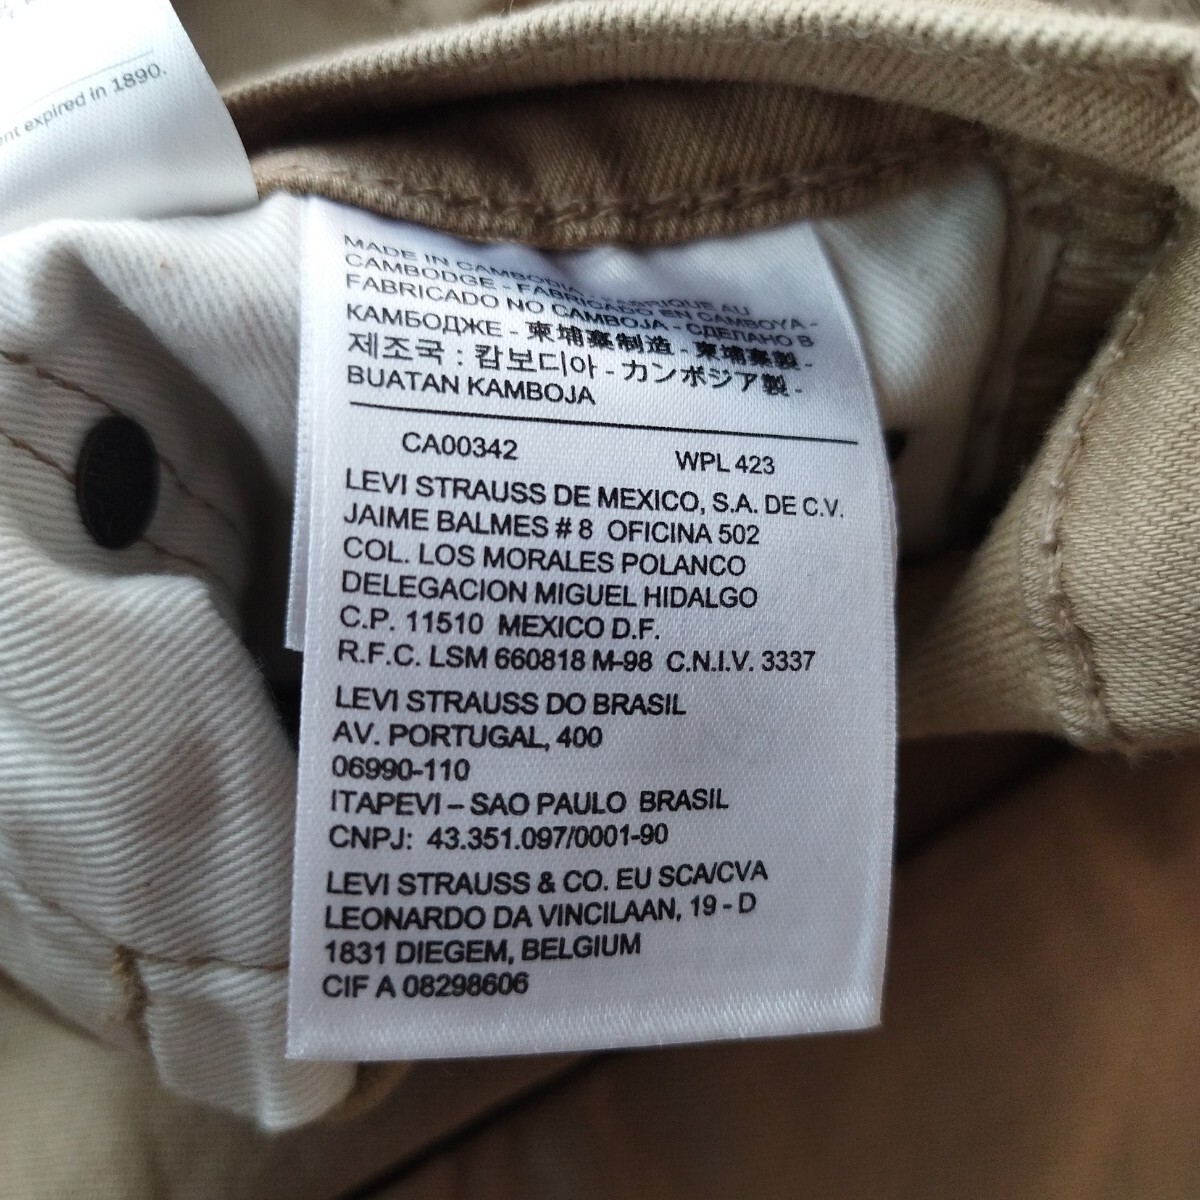 ent expired in 1890.
MADE IN CAMBODIA - FABRIQUE AU
CAMBODGE - FABRICADO EN CAMBOYA -
FABRICADO NO CAMBOJA - СДЕЛАНО В
КАМБОДЖЕ - 柬埔寨制造 - 柬埔寨製 -
제조국 : 캄보디아 - カンボジア製 -
BUATAN KAMBOJA
CA00342 WPL 423
LEVI STRAUSS DE MEXICO, S.A. DE C.V.
JAIME BALMES # 8 OFICINA 502
COL. LOS MORALES POLANCO
DELEGACION MIGUEL HIDALGO
C.P. 11510 MEXICO D.F.
R.F.C. LSM 660818 M-98 C.N.I.V. 3337
LEVI STRAUSS DO BRASIL
AV. PORTUGAL, 400
06990-110
ITAPEVI – SAO PAULO BRASIL
CNPJ: 43.351.097/0001-90
LEVI STRAUSS & CO. EU SCA/CVA
LEONARDO DA VINCILAAN, 19 - D
1831 DIEGEM, BELGIUM
CIF A 08298606